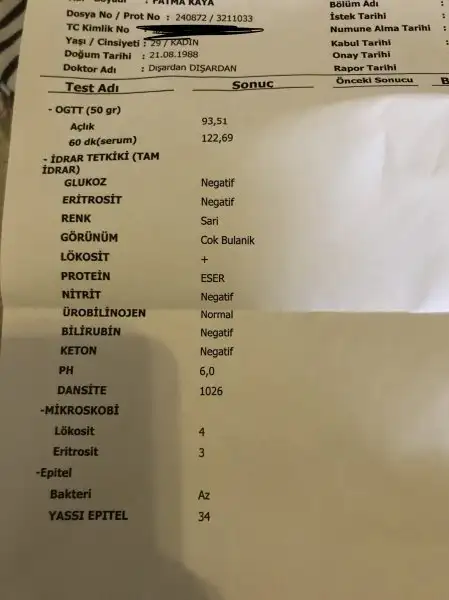 Soyadı : FATMA KAYA
Bölüm Adı :
Dosya No / Prot No : 240872 / 3211033
İstek Tarihi :
TC Kimlik No
Numune Alma Tarihi :
Yaşı / Cinsiyeti : 29 / KADIN
Kabul Tarihi :
Doğum Tarihi : 21.08.1988
Onay Tarihi
Doktor Adı : Dışardan DIŞARDAN
Rapor Tarihi
Test Adı Sonuc Önceki Sonucu
- OGTT (50 gr)
Açlık 93,51
60 dk(serum) 122,69
- İDRAR TETKİKİ (TAM
İDRAR)
GLUKOZ Negatif
ERİTROSİT Negatif
RENK Sari
GÖRÜNÜM Cok Bulanik
LÖKOSİT +
PROTEİN ESER
NİTRİT Negatif
ÜROBİLİNOJEN Normal
BİLİRUBİN Negatif
KETON Negatif
PH 6,0
DANSİTE 1026
-MİKROSKOBİ
Lökosit 4
Eritrosit 3
-Epitel
Bakteri Az
YASSI EPITEL 34